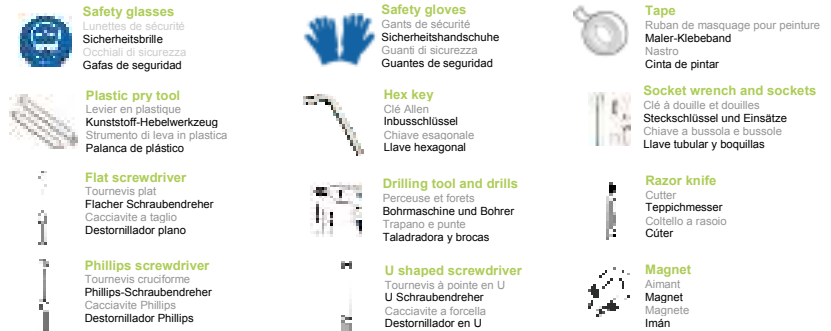 Safety glasses
Lunettes de sécurité
Sicherheitsbrille
Occhiali di sicurezza
Gafas de seguridad
Safety gloves
Gants de sécurité
Sicherheitshandschuhe
Guanti di sicurezza
Guantes de seguridad
Tape
Ruban de masquage pour peinture
Maler-Klebeband
Nastro
Cinta de pintar
Plastic pry tool
Levier en plastique
Kunststoff-Hebelwerkzeug
Strumento di leva in plastica
Palanca de plástico
Hex key
Clé Allen
Inbusschlüssel
Chiave esagonale
Llave hexagonal
Socket wrench and sockets
Clé à douille et douilles
Steckschlüssel und Einsätze
Chiave a bussola e bussole
Llave tubular y boquillas
Flat screwdriver
Tournevis plat
Flacher Schraubendreher
Cacciavite a taglio
Destornillador plano
Drilling tool and drills
Perceuse et forets
Bohrmaschine und Bohrer
Trapano e punte
Taladradora y brocas
Razor knife
Cutter
Teppichmesser
Coltello a rasoio
Cúter
Phillips screwdriver
Tournevis cruciforme
Phillips-Schraubendreher
Cacciavite Phillips
Destornillador Phillips
U shaped screwdriver
Tournevis à pointe en U
U Schraubendreher
Cacciavite a forcella
Destornillador en U
Magnet
Aimant
Magnet
Magnete
Imán